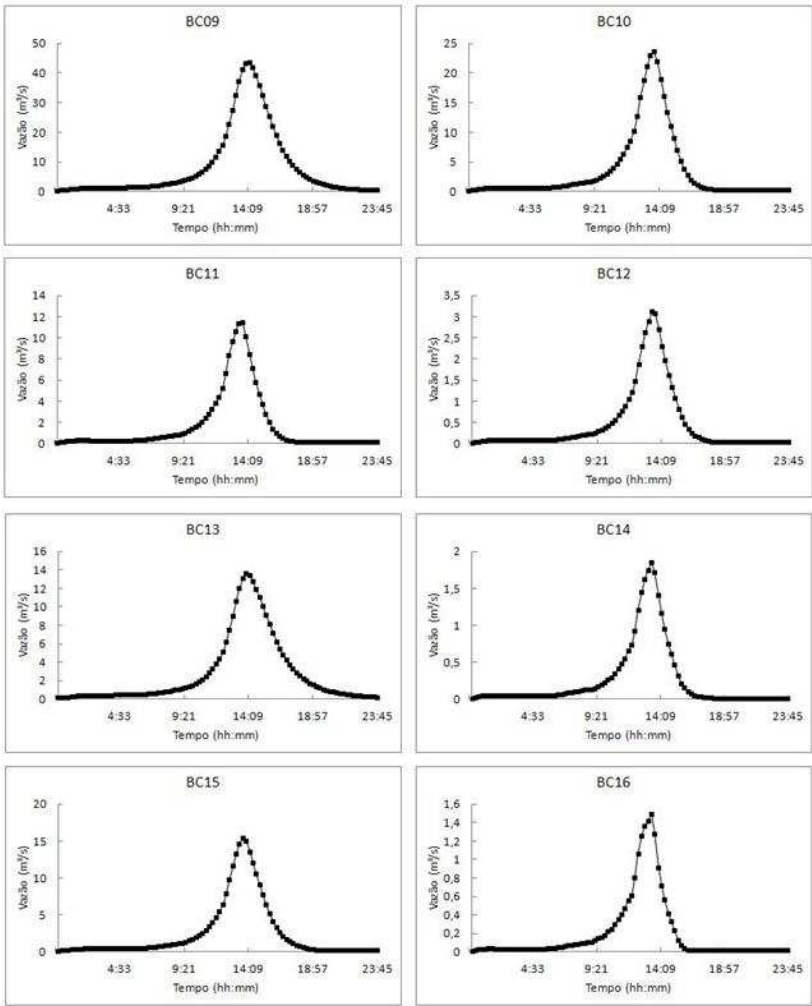 BC09
50
40
30
20
10
0
Vazão (m³/s)
4:33 9:21 14:09 18:57 23:45
Tempo (hh:mm)
BC10
25
20
15
10
5
0
Vazão (m³/s)
4:33 9:21 14:09 18:57 23:45
Tempo (hh:mm)
BC11
14
12
10
8
6
4
2
0
Vazão (m³/s)
4:33 9:21 14:09 18:57 23:45
Tempo (hh:mm)
BC12
3,5
3
2,5
2
1,5
1
0,5
0
Vazão (m³/s)
4:33 9:21 14:09 18:57 23:45
Tempo (hh:mm)
BC13
16
14
12
10
8
6
4
2
0
Vazão (m³/s)
4:33 9:21 14:09 18:57 23:45
Tempo (hh:mm)
BC14
2
1,5
1
0,5
0
Vazão (m³/s)
4:33 9:21 14:09 18:57 23:45
Tempo (hh:mm)
BC15
20
15
10
5
0
Vazão (m³/s)
4:33 9:21 14:09 18:57 23:45
Tempo (hh:mm)
BC16
1,6
1,4
1,2
1
0,8
0,6
0,4
0,2
0
Vazão (m³/s)
4:33 9:21 14:09 18:57 23:45
Tempo (hh:mm)